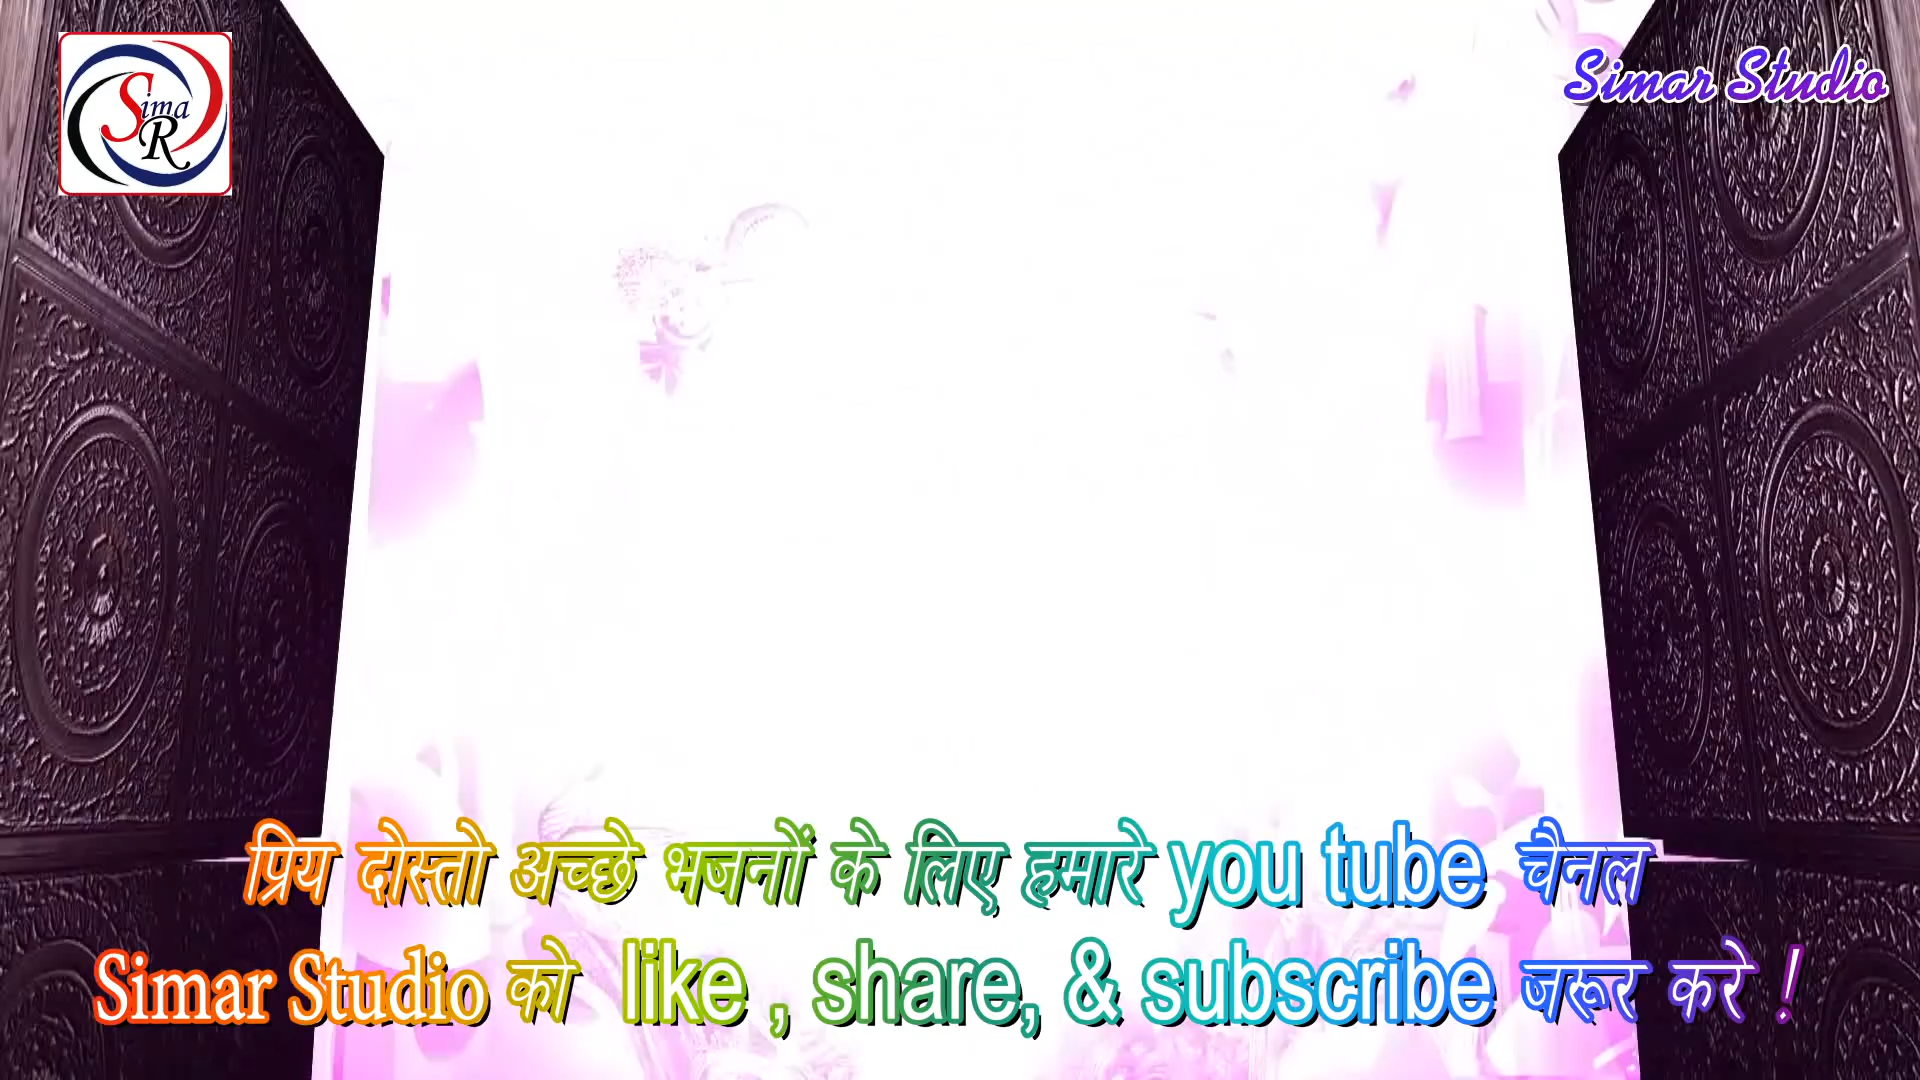 Sima
R
Simar Studio
प्रिय दोस्तो अच्छे भजनों के लिए हमारे you tube चैनल
Simar Studio को like , share, & subscribe जरूर करे !